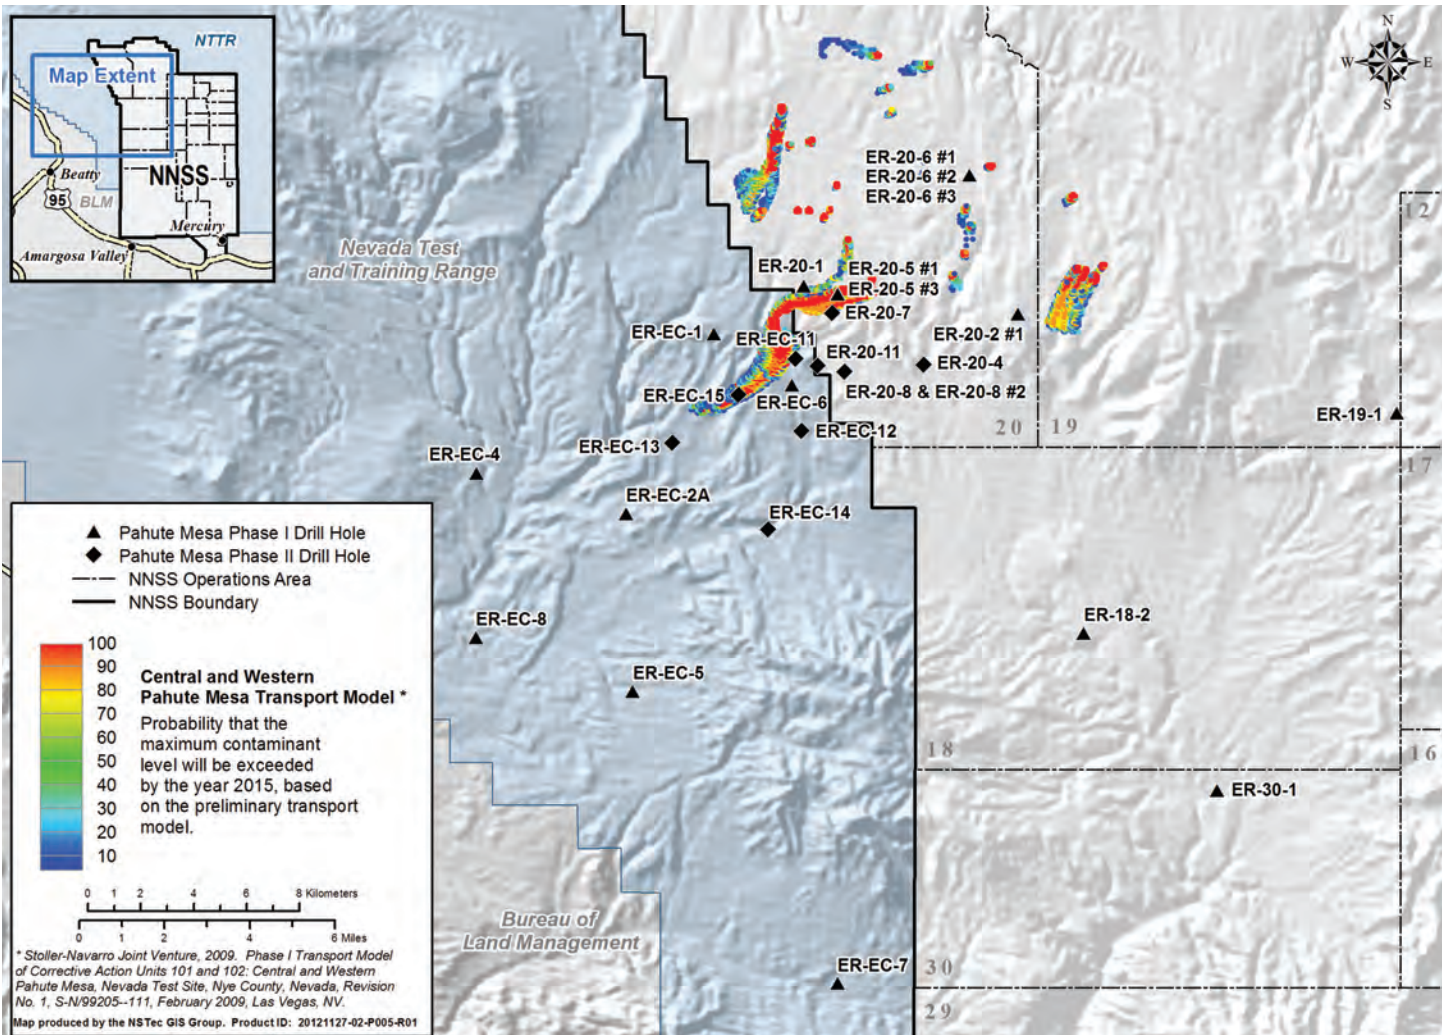 NTTR
Map Extent
NNSS
Beatty
95
BLM
Mercury
Amargosa Valley
N
W
E
S
Nevada Test
and Training Range
ER-20-6 #1
ER-20-6 #2
ER-20-6 #3
12
ER-20-1
ER-20-5 #1
ER-20-5 #3
ER-20-7
ER-EC-1
ER-EC-11
ER-20-2 #1
ER-20-11
ER-20-4
ER-EC-15
ER-EC-6
ER-20-8 & ER-20-8 #2
ER-19-1
ER-EC-12
20
19
ER-EC-13
ER-EC-4
17
ER-EC-2A
ER-EC-14
ER-EC-8
ER-18-2
ER-EC-5
18
16
ER-30-1
Bureau of
Land Management
ER-EC-7
30
29
Pahute Mesa Phase I Drill Hole
Pahute Mesa Phase II Drill Hole
NNSS Operations Area
NNSS Boundary
100
90
80
70
60
50
40
30
20
10
Central and Western
Pahute Mesa Transport Model *
Probability that the
maximum contaminant
level will be exceeded
by the year 2015, based
on the preliminary transport
model.
0 1 2 4 6 8 Kilometers
0 1 2 4 6 Miles
* Stoller-Navarro Joint Venture, 2009. Phase I Transport Model
of Corrective Action Units 101 and 102: Central and Western
Pahute Mesa, Nevada Test Site, Nye County, Nevada, Revision
No. 1, S-N/99205--111, February 2009, Las Vegas, NV.
Map produced by the NSTec GIS Group. Product ID: 20121127-02-P005-R01